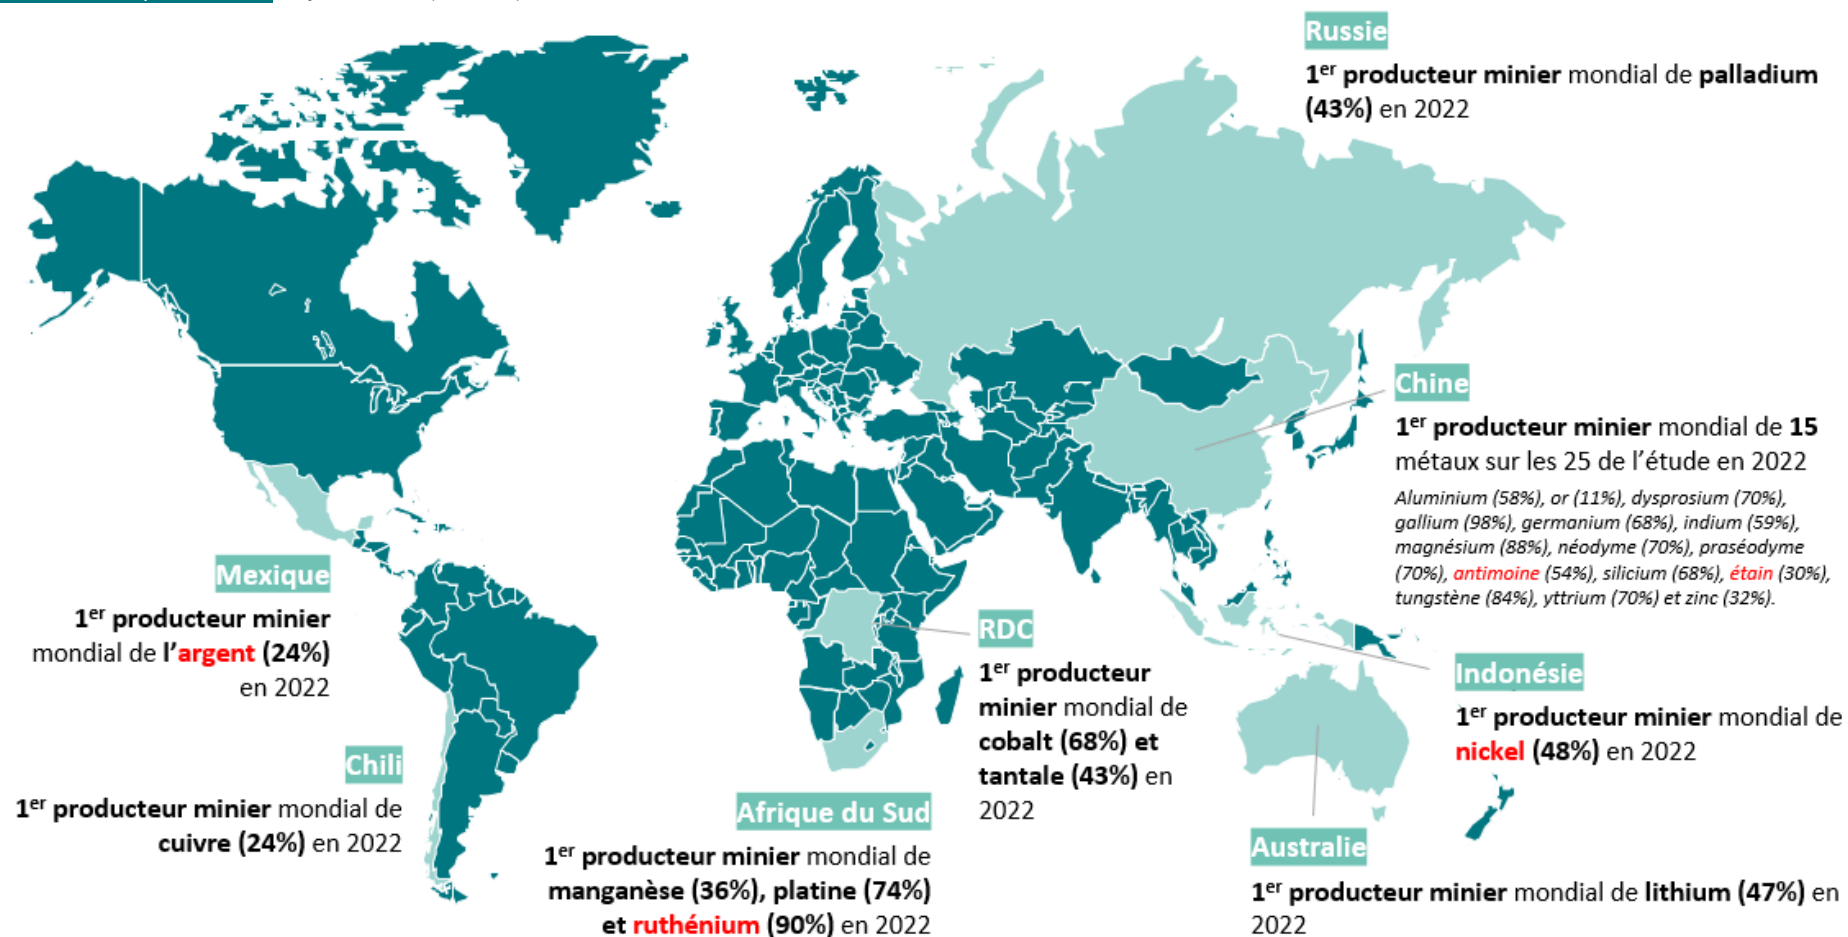 Russie
1er producteur minier mondial de palladium
(43%) en 2022
Chine
1er producteur minier mondial de 15
métaux sur les 25 de l’étude en 2022
Aluminium (58%), or (11%), dysprosium (70%),
gallium (98%), germanium (68%), indium (59%),
magnésium (88%), néodyme (70%), praséodyme
(70%), antimoine (54%), silicium (68%), étain (30%),
tungstène (84%), yttrium (70%) et zinc (32%).
Mexique
1er producteur minier
mondial de l’argent (24%)
en 2022
RDC
1er producteur
minier mondial de
cobalt (68%) et
tantale (43%) en
2022
Indonésie
1er producteur minier mondial de
nickel (48%) en 2022
Chili
1er producteur minier mondial de
cuivre (24%) en 2022
Afrique du Sud
1er producteur minier mondial de
manganèse (36%), platine (74%)
et ruthénium (90%) en 2022
Australie
1er producteur minier mondial de lithium (47%) en
2022